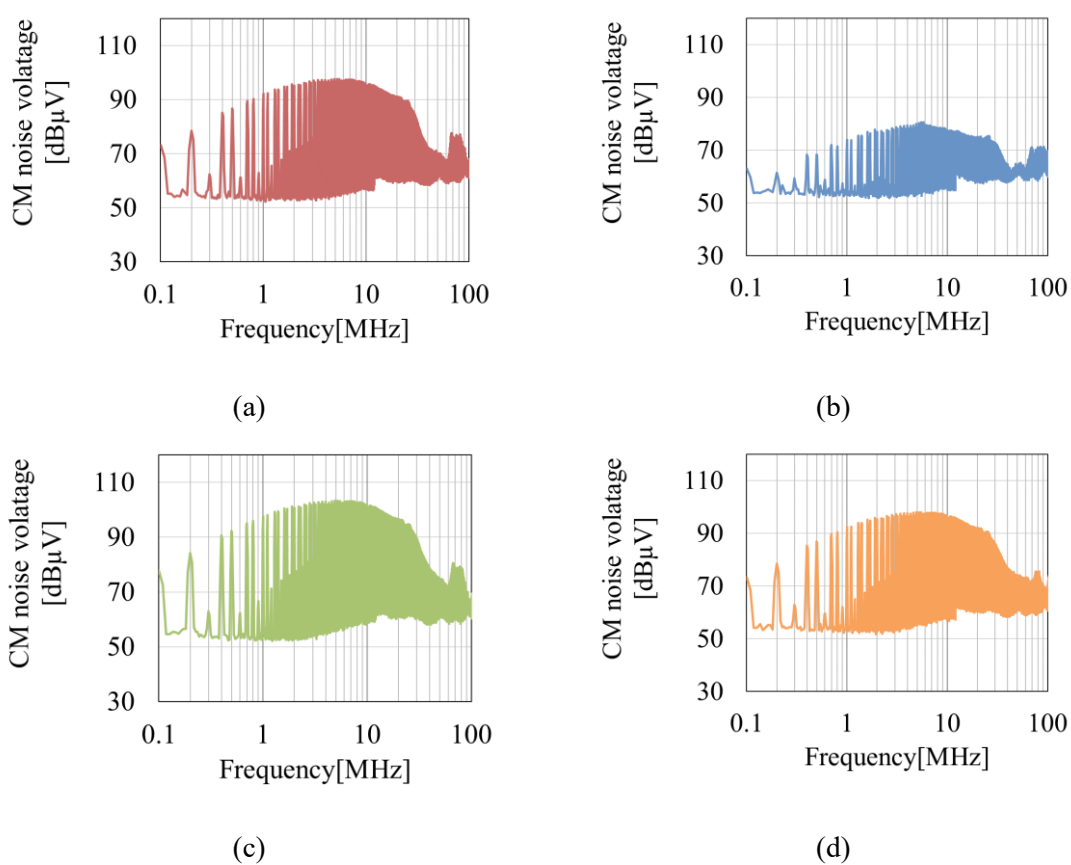 CM noise volatage
[dBµV]
110
90
70
50
30
0.1 1 10 100
Frequency[MHz]
(a)
CM noise volatage
[dBµV]
110
90
70
50
30
0.1 1 10 100
Frequency[MHz]
(b)
CM noise volatage
[dBµV]
110
90
70
50
30
0.1 1 10 100
Frequency[MHz]
(c)
CM noise volatage
[dBµV]
110
90
70
50
30
0.1 1 10 100
Frequency[MHz]
(d)